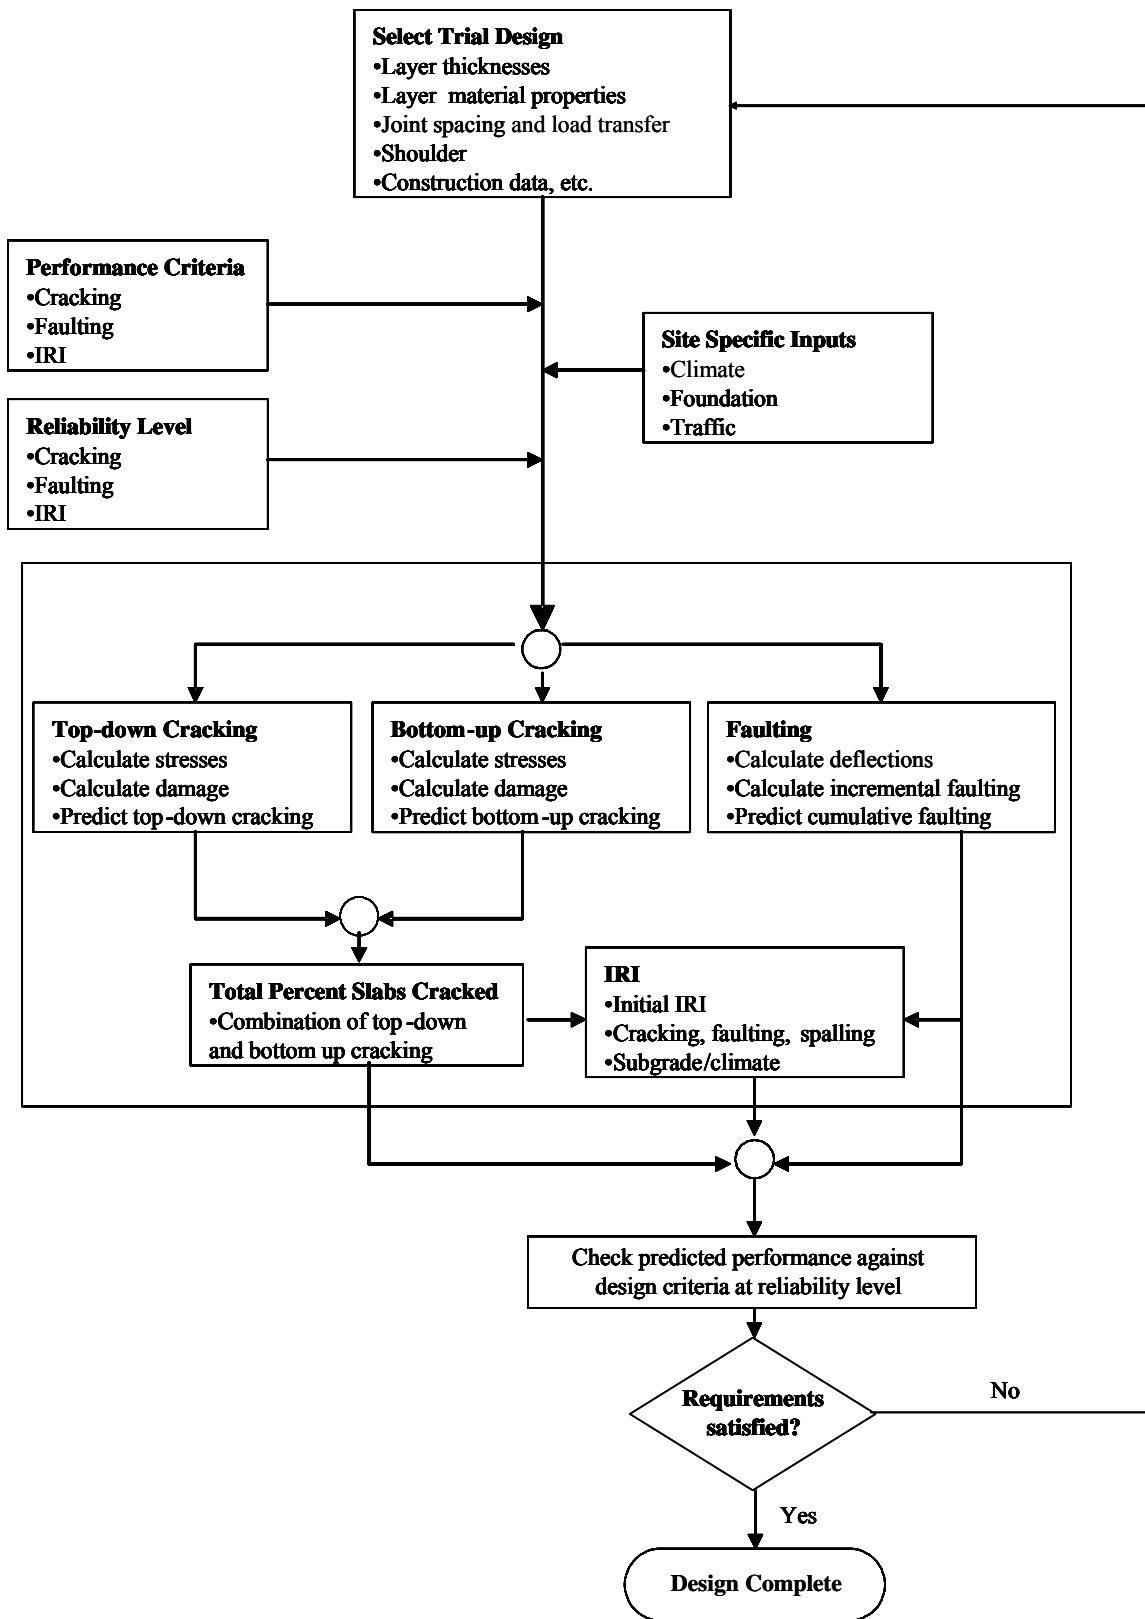 Select Trial Design
•Layer thicknesses
•Layer material properties
•Joint spacing and load transfer
•Shoulder
•Construction data, etc.
Performance Criteria
•Cracking
•Faulting
•IRI
Site Specific Inputs
•Climate
•Foundation
•Traffic
Reliability Level
•Cracking
•Faulting
•IRI
Top-down Cracking
•Calculate stresses
•Calculate damage
•Predict top-down cracking
Bottom-up Cracking
•Calculate stresses
•Calculate damage
•Predict bottom-up cracking
Faulting
•Calculate deflections
•Calculate incremental faulting
•Predict cumulative faulting
Total Percent Slabs Cracked
•Combination of top-down
and bottom up cracking
IRI
•Initial IRI
•Cracking, faulting, spalling
•Subgrade/climate
Check predicted performance against
design criteria at reliability level
Requirements
satisfied?
No
Yes
Design Complete